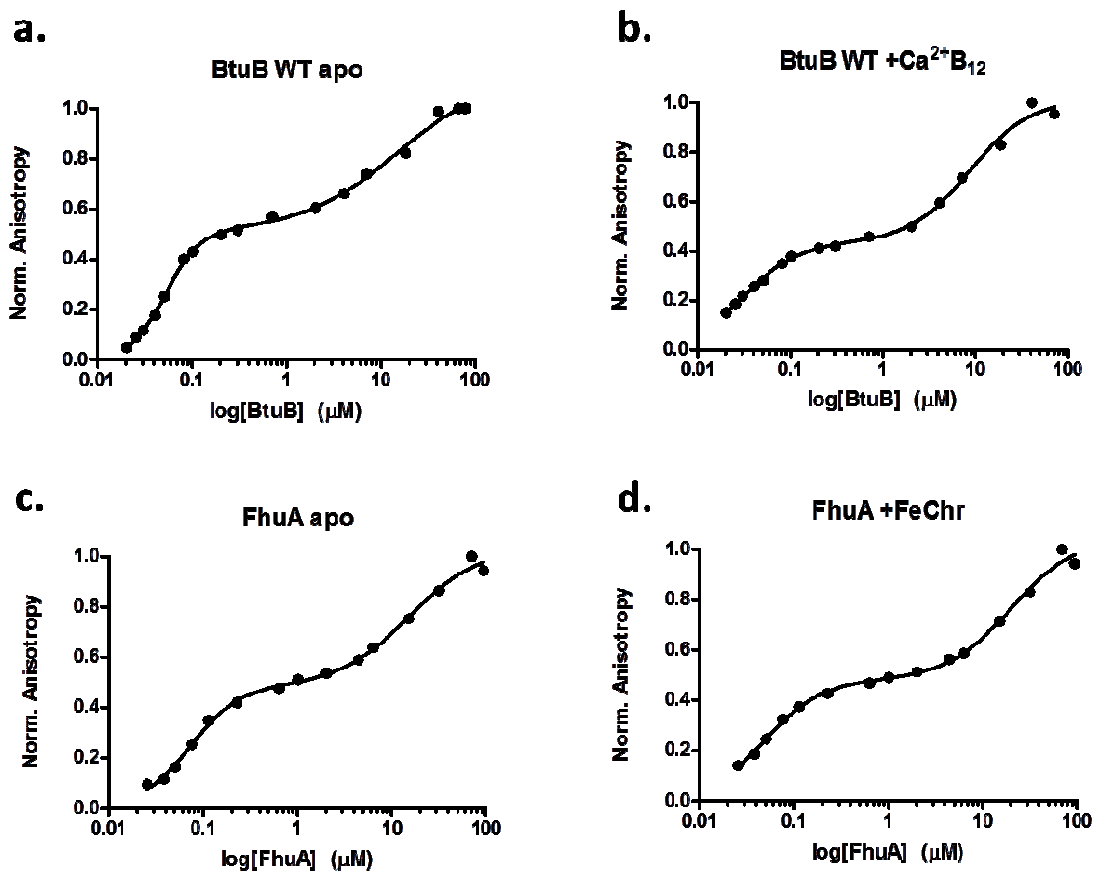 a.
BtuB WT apo
Norm. Anisotropy
1.0
0.8
0.6
0.4
0.2
0.0
0.01 0.1 1 10 100
log[BtuB] (μM)
b.
BtuB WT +Ca²⁺B₁₂
Norm. Anisotropy
1.0
0.8
0.6
0.4
0.2
0.0
0.01 0.1 1 10 100
log[BtuB] (μM)
c.
FhuA apo
Norm. Anisotropy
1.0
0.8
0.6
0.4
0.2
0.0
0.01 0.1 1 10 100
log[FhuA] (μM)
d.
FhuA +FeChr
Norm. Anisotropy
1.0
0.8
0.6
0.4
0.2
0.0
0.01 0.1 1 10 100
log[FhuA] (μM)